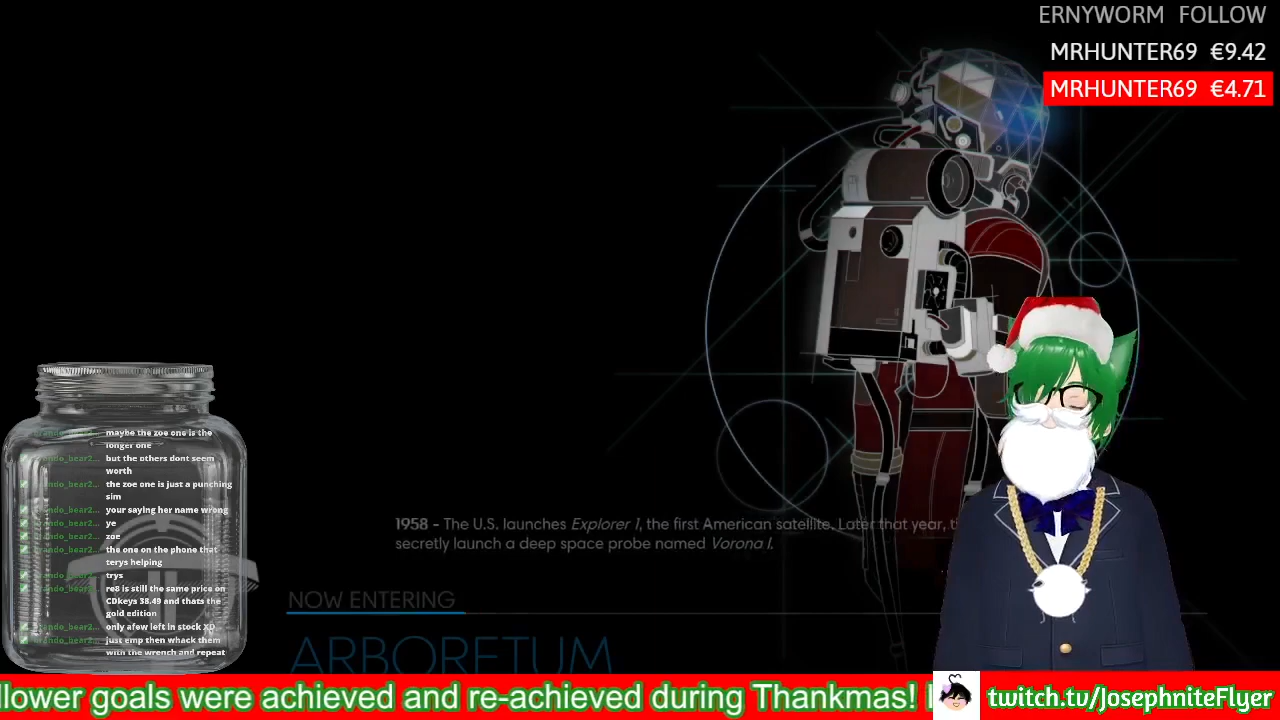 ERNYWORM FOLLOW
MRHUNTER69 €9.42
MRHUNTER69 €4.71
maybe the zoe one is the
longer one
but the others dont seem
worth
the zoe one is just a punching
sim
your saying her name wrong
ye
zoe
the one on the phone that
terys helping
trys
re8 is still the same price on
CDkeys 38.49 and thats the
gold edition
only afew left in stock XD
just emp then whack them
with the wrench and repeat
1958 - The U.S. launches Explorer I, the first American satellite. Later that year, t
secretly launch a deep space probe named Vorona I.
NOW ENTERING
ARBORETUM
llower goals were achieved and re-achieved during Thankmas!
twitch.tv/JosephniteFlyer